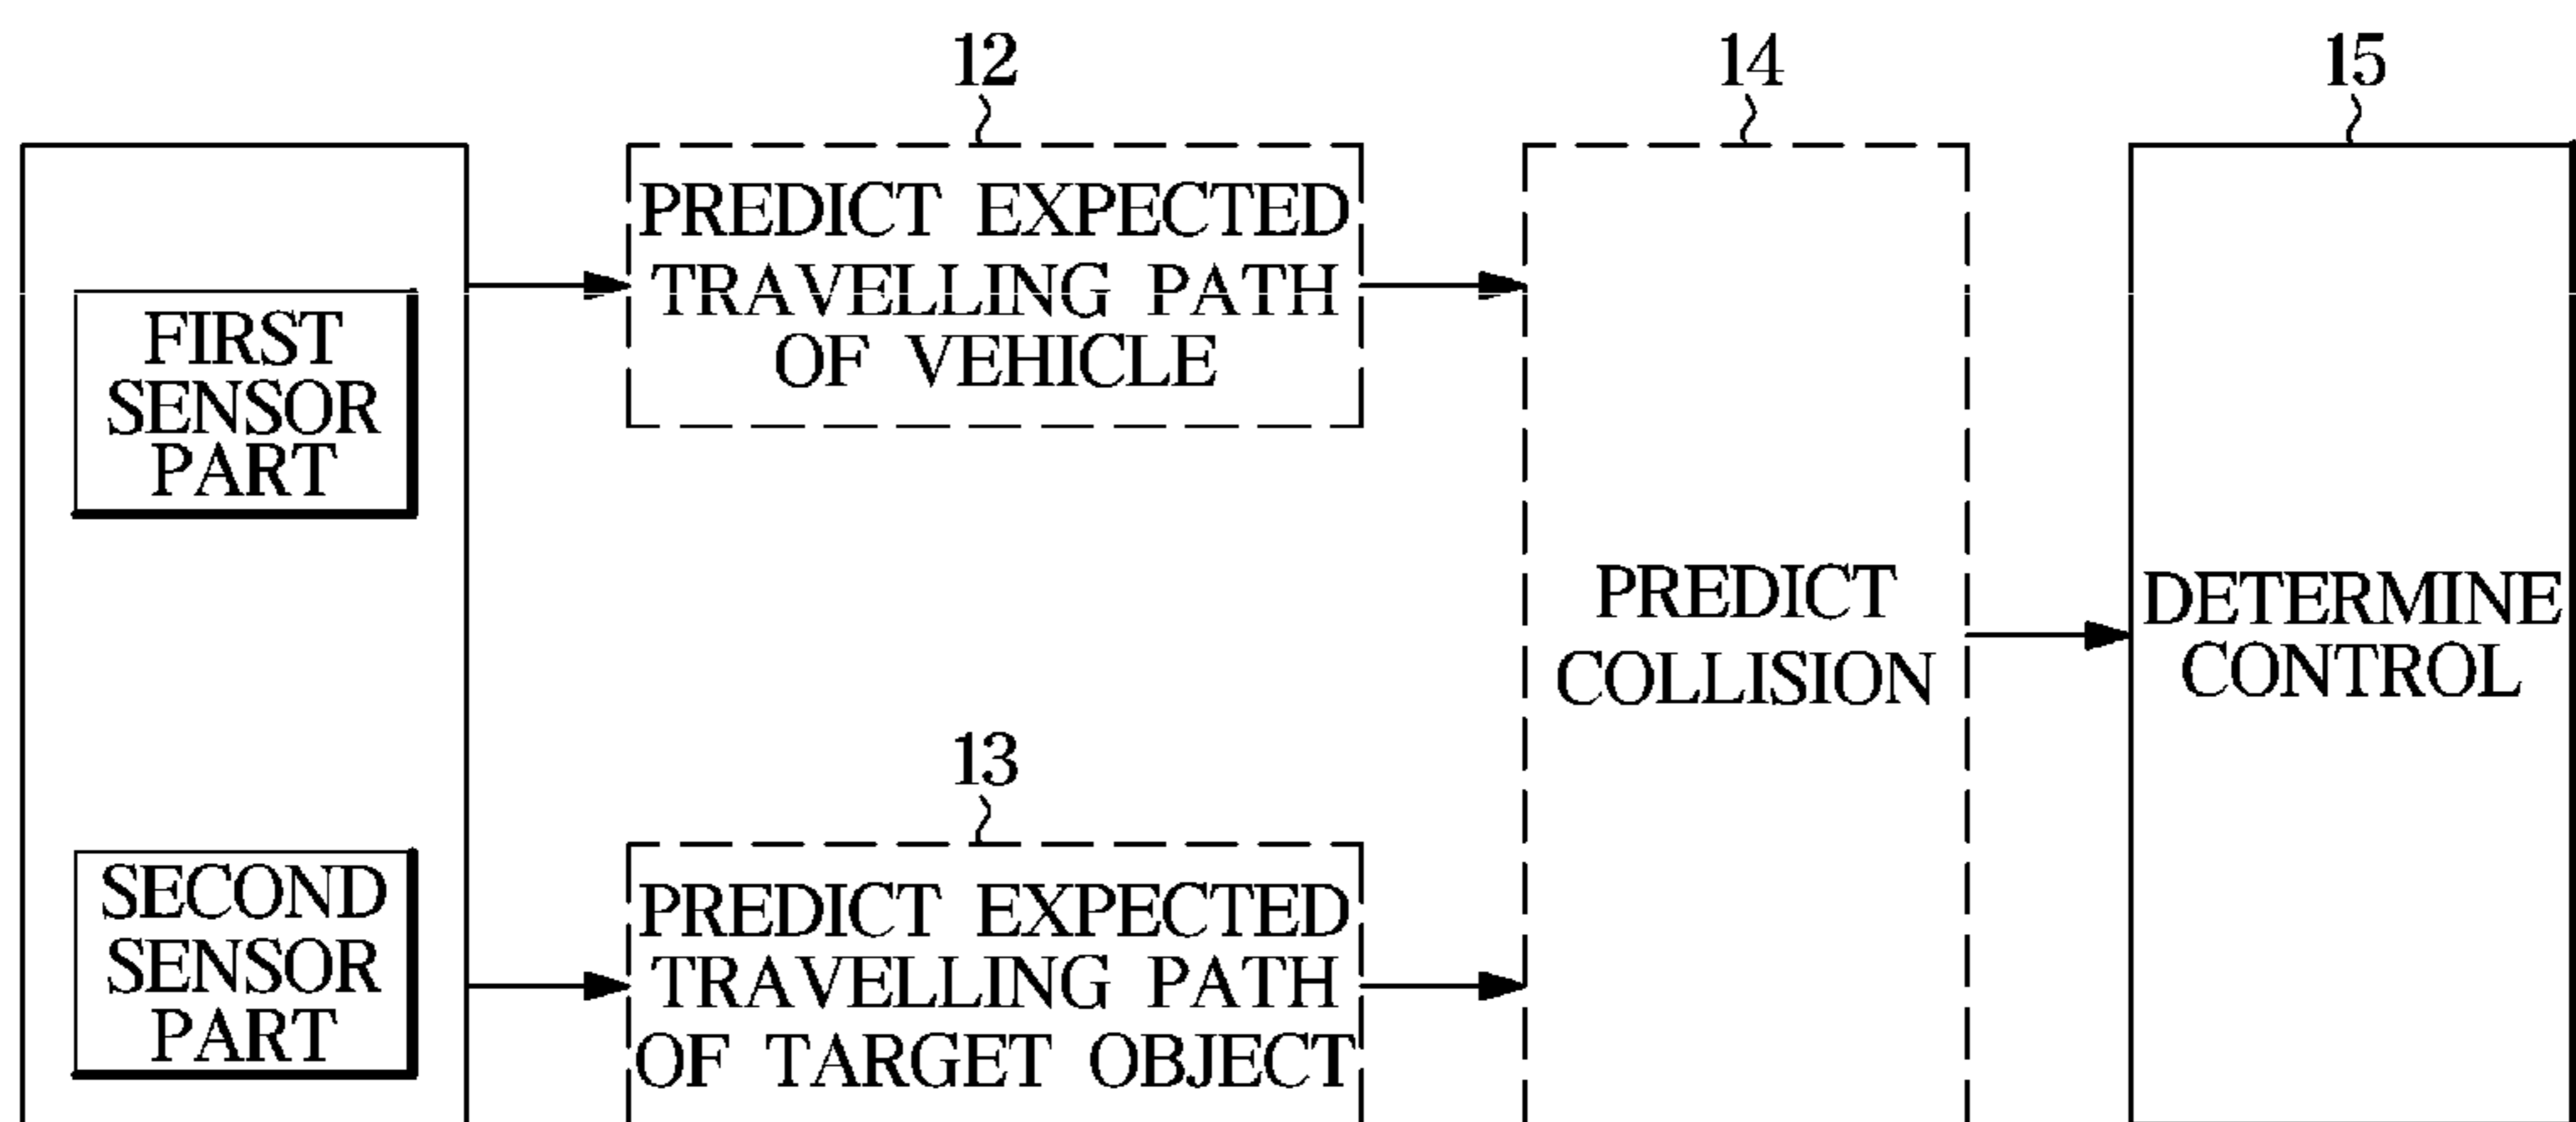 12
14
15
FIRST
SENSOR
PART
PREDICT EXPECTED
TRAVELLING PATH
OF VEHICLE
PREDICT
COLLISION
DETERMINE
CONTROL
13
SECOND
SENSOR
PART
PREDICT EXPECTED
TRAVELLING PATH
OF TARGET OBJECT